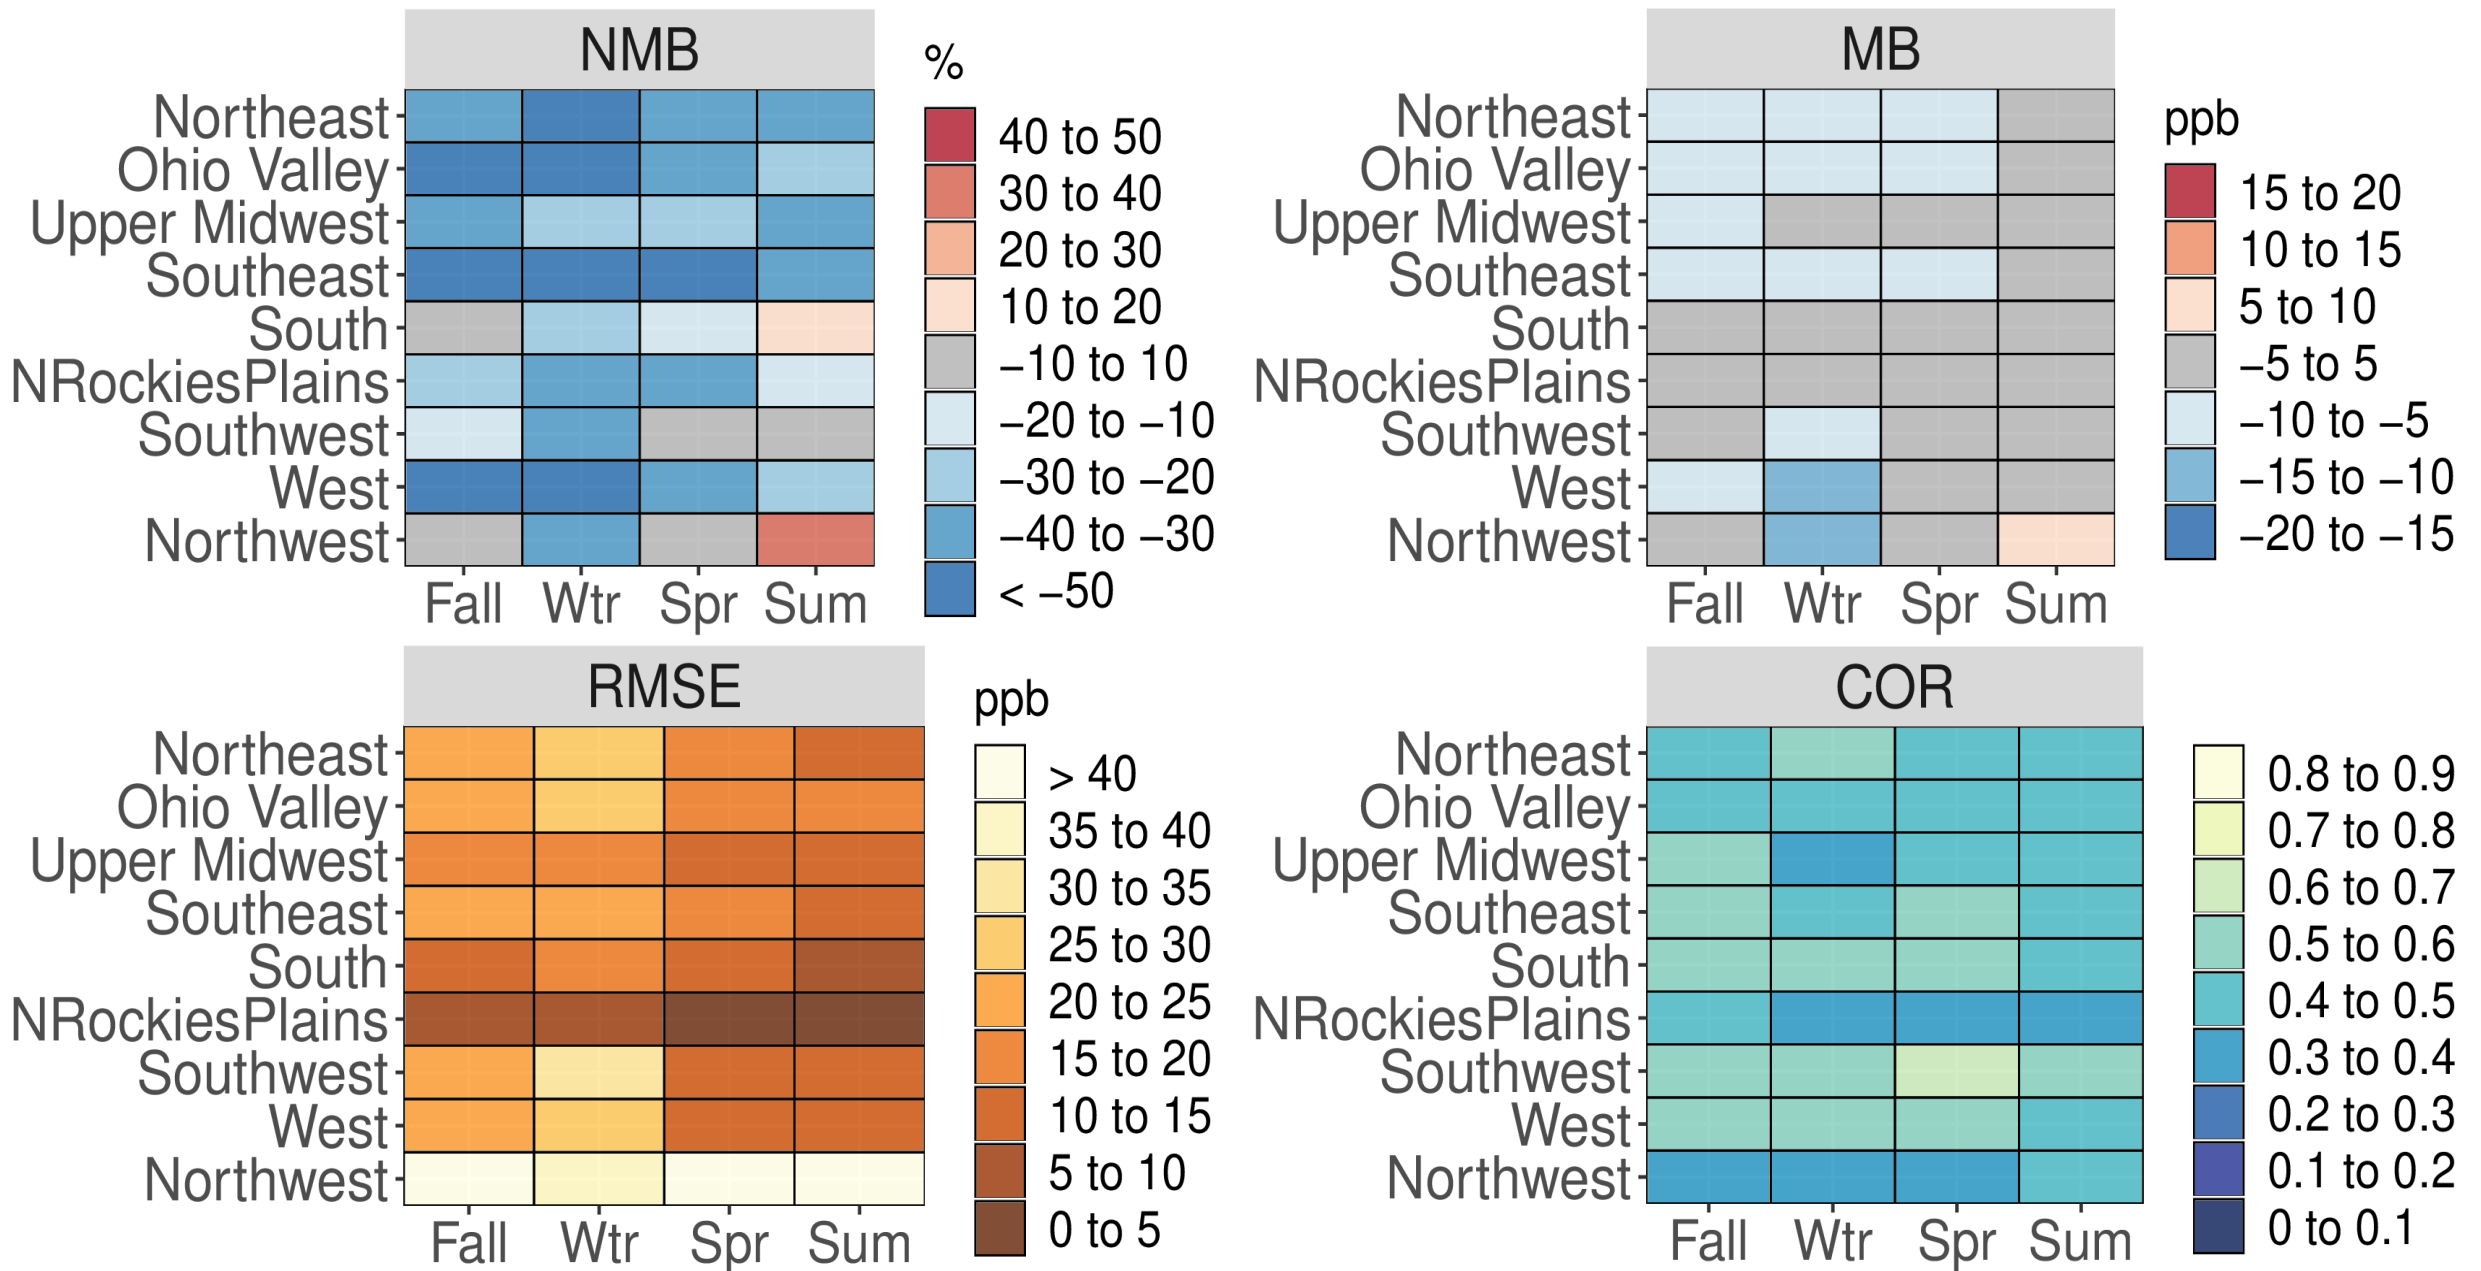 NMB
%
Northeast
Ohio Valley
Upper Midwest
Southeast
South
NRockiesPlains
Southwest
West
Northwest
Fall Wtr Spr Sum
40 to 50
30 to 40
20 to 30
10 to 20
−10 to 10
−20 to −10
−30 to −20
−40 to −30
< −50
MB
ppb
Northeast
Ohio Valley
Upper Midwest
Southeast
South
NRockiesPlains
Southwest
West
Northwest
Fall Wtr Spr Sum
15 to 20
10 to 15
5 to 10
−5 to 5
−10 to −5
−15 to −10
−20 to −15
RMSE
ppb
Northeast
Ohio Valley
Upper Midwest
Southeast
South
NRockiesPlains
Southwest
West
Northwest
Fall Wtr Spr Sum
> 40
35 to 40
30 to 35
25 to 30
20 to 25
15 to 20
10 to 15
5 to 10
0 to 5
COR
Northeast
Ohio Valley
Upper Midwest
Southeast
South
NRockiesPlains
Southwest
West
Northwest
Fall Wtr Spr Sum
0.8 to 0.9
0.7 to 0.8
0.6 to 0.7
0.5 to 0.6
0.4 to 0.5
0.3 to 0.4
0.2 to 0.3
0.1 to 0.2
0 to 0.1